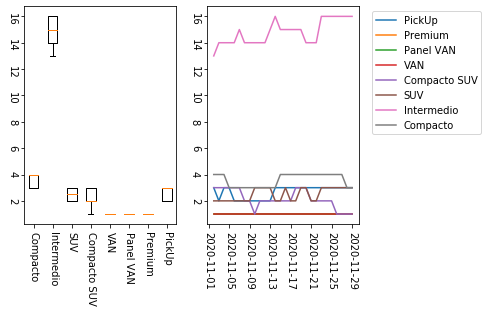 16
14
12
10
8
6
4
2
Compacto
Intermedio
SUV
Compacto SUV
VAN
Panel VAN
Premium
PickUp
16
14
12
10
8
6
4
2
2020-11-01
2020-11-05
2020-11-09
2020-11-13
2020-11-17
2020-11-21
2020-11-25
2020-11-29
PickUp
Premium
Panel VAN
VAN
Compacto SUV
SUV
Intermedio
Compacto